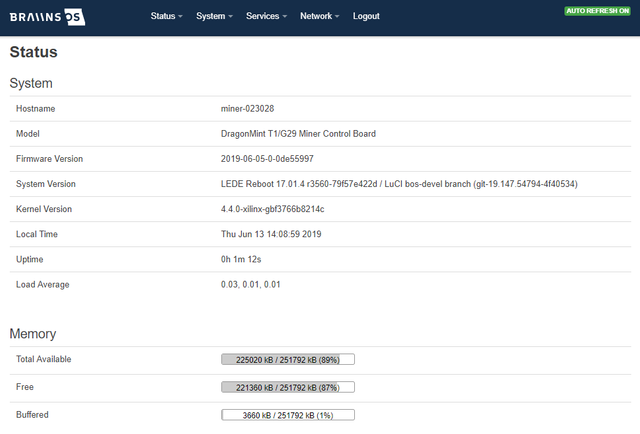 BRAIINS OS
Status System Services Network Logout
AUTO REFRESH ON
Status
System
Hostname miner-023028
Model DragonMint T1/G29 Miner Control Board
Firmware Version 2019-06-05-0-0de55997
System Version LEDE Reboot 17.01.4 r3560-79f57e422d / LuCI bos-devel branch (git-19.147.54794-4f40534)
Kernel Version 4.4.0-xilinx-gbf3766b8214c
Local Time Thu Jun 13 14:08:59 2019
Uptime 0h 1m 12s
Load Average 0.03, 0.01, 0.01
Memory
Total Available 225020 kB / 251792 kB (89%)
Free 221360 kB / 251792 kB (87%)
Buffered 3660 kB / 251792 kB (1%)